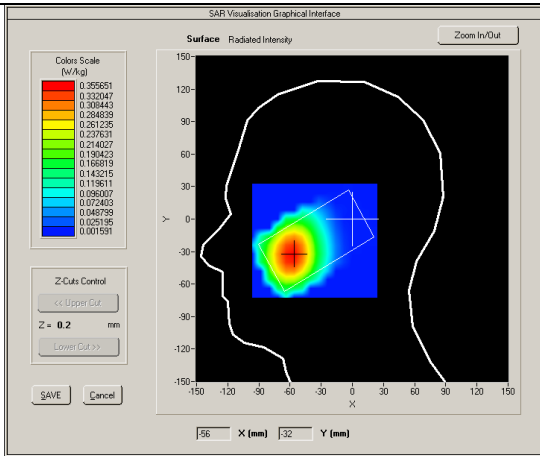 SAR Visualisation Graphical Interface
Surface Radiated Intensity
Zoom In/Out
Colors Scale
(W/kg)
0.355651
0.332047
0.308443
0.284839
0.261235
0.237631
0.214027
0.190423
0.166819
0.143215
0.119611
0.096007
0.072403
0.048799
0.025195
0.001591
Z-Cuts Control
<< Upper Cut
Z = 0.2 mm
Lower Cut >>
SAVE Cancel
150
120
90
60
30
0
-30
-60
-90
-120
-150
Y
-150 -120 -90 -60 -30 0 30 60 90 120 150
X
-56 X (mm) -32 Y (mm)